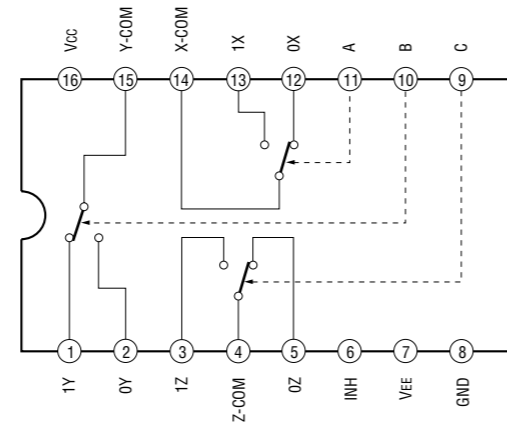 Vcc Y-COM X-COM 1X 0X A B C
16 15 14 13 12 11 10 9
1 2 3 4 5 6 7 8
1Y 0Y 1Z Z-COM 0Z INH VEE GND